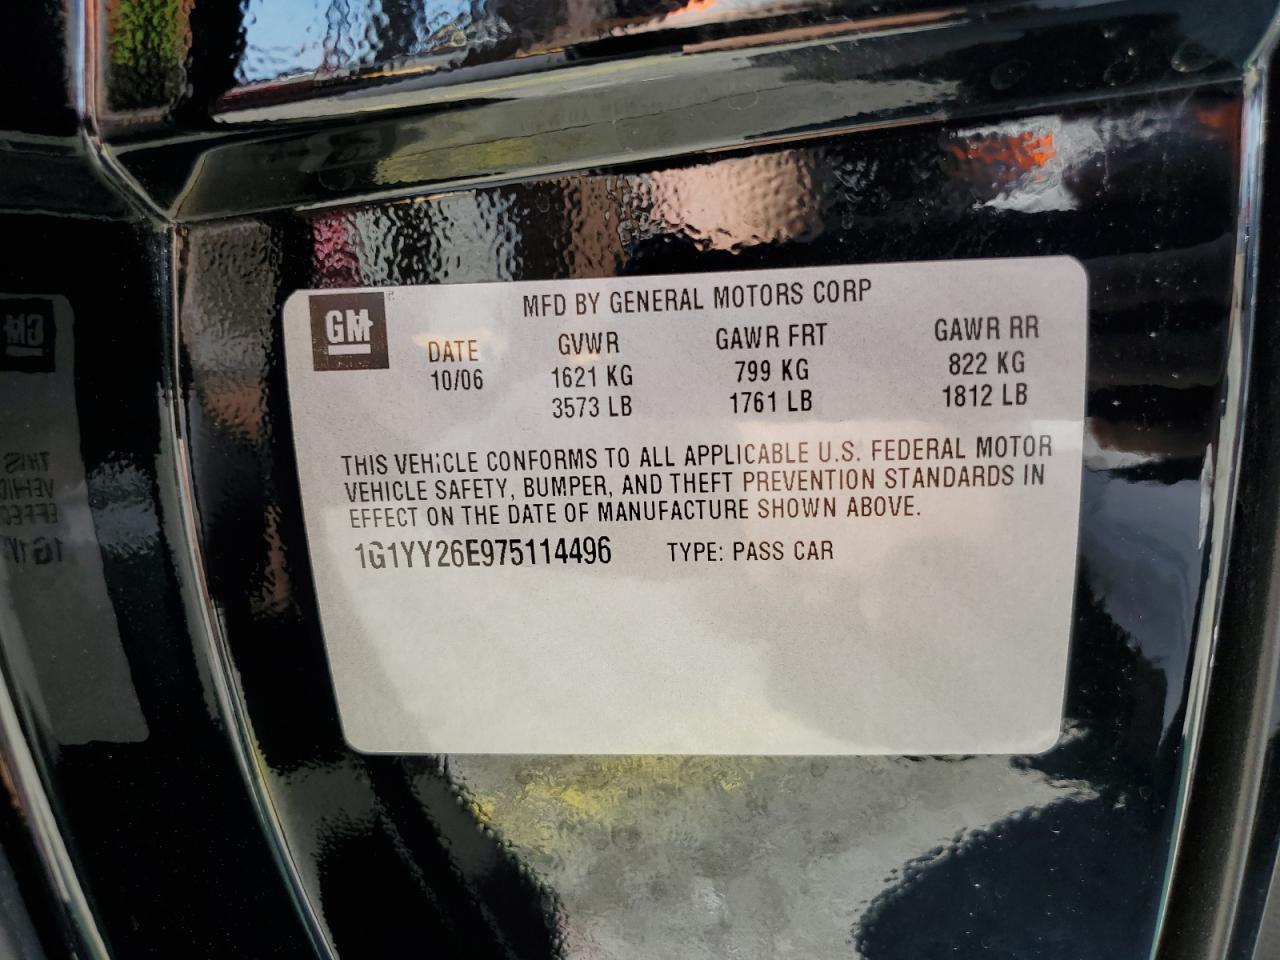 GM
MFD BY GENERAL MOTORS CORP
DATE GVWR GAWR FRT GAWR RR
10/06 1621 KG 799 KG 822 KG
3573 LB 1761 LB 1812 LB
THIS VEHICLE CONFORMS TO ALL APPLICABLE U.S. FEDERAL MOTOR
VEHICLE SAFETY, BUMPER, AND THEFT PREVENTION STANDARDS IN
EFFECT ON THE DATE OF MANUFACTURE SHOWN ABOVE.
1G1YY26E975114496 TYPE: PASS CAR